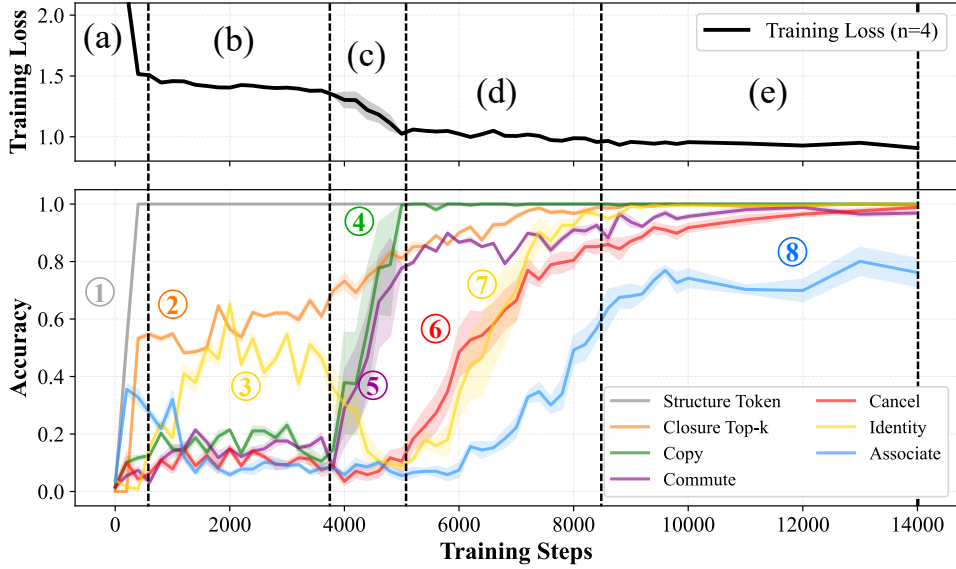 2.0
1.5
1.0
Training Loss
(a)
(b)
(c)
(d)
(e)
Training Loss (n=4)
1.0
0.8
0.6
0.4
0.2
0.0
Accuracy
①
②
③
④
⑤
⑥
⑦
⑧
Structure Token
Closure Top-k
Copy
Commute
Cancel
Identity
Associate
0
2000
4000
6000
8000
10000
12000
14000
Training Steps